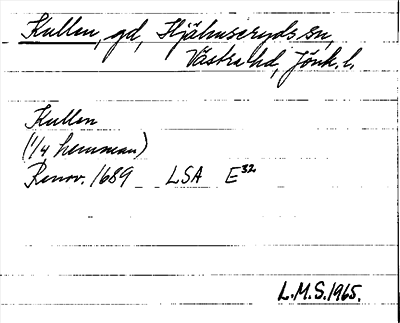 Kullen, gd, Hjälmseryds sn,
Västra hd, Jönk. l.
Kullen
(1/4 hemman)
Renov. 1689 LSA E³²
L.M.S. 1965.